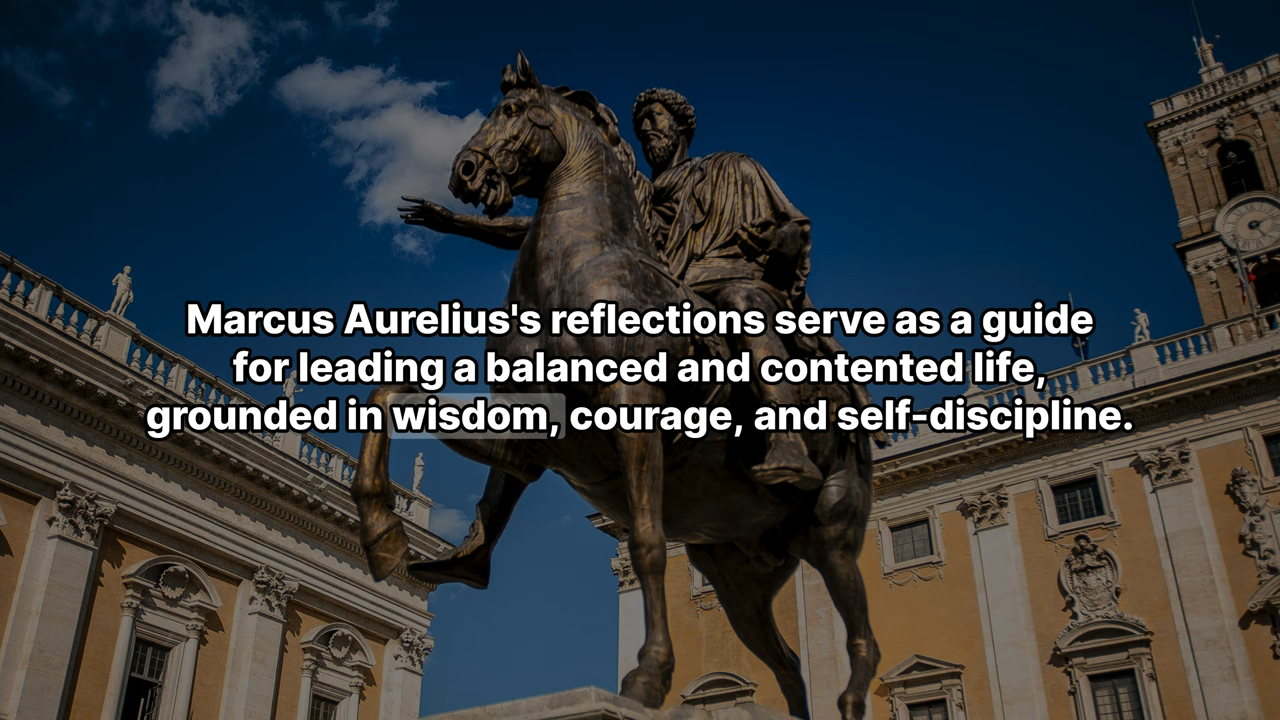 Marcus Aurelius's reflections serve as a guide
for leading a balanced and contented life,
grounded in wisdom, courage, and self-discipline.